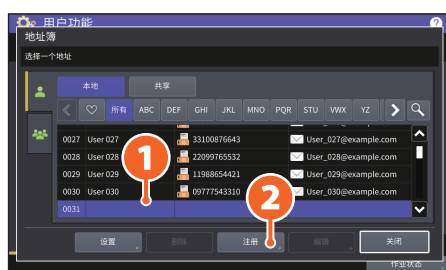 用户功能
地址簿
选择一个地址
本地 共享
所有 ABC DEF GHI JKL MNO PQR STU VWX YZ
0027 User 027 33100876643 User_027@example.com
0028 User 028 22099765532 User_028@example.com
0029 User 029 11988654421 User_029@example.com
0030 User 030 09777543310 User_030@example.com
0031
1
2
设置 删除 注册 编辑 关闭
作业状态